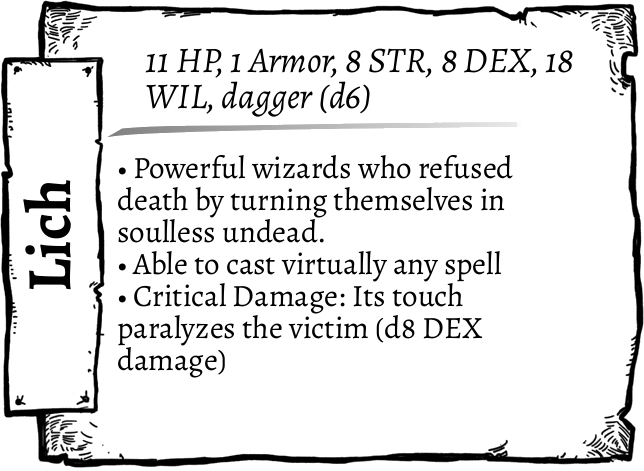 Lich
11 HP, 1 Armor, 8 STR, 8 DEX, 18
WIL, dagger (d6)
• Powerful wizards who refused
death by turning themselves in
soulless undead.
• Able to cast virtually any spell
• Critical Damage: Its touch
paralyzes the victim (d8 DEX
damage)